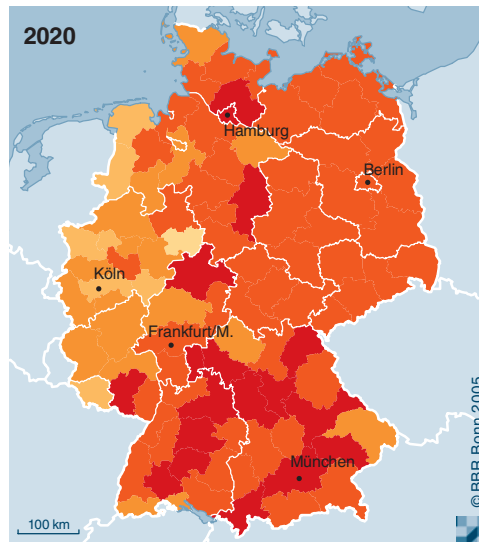 2020
Hamburg
Berlin
Köln
Frankfurt/M.
München
100 km
© BBR Bonn 2005